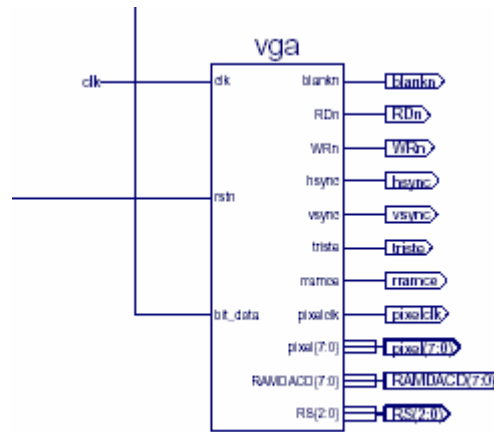 vga
clk clk blankn blankn
RDn RDn
WRn WRn
hsync hsync
rstn
vsync vsync
triste triste
rramce rramce
bit_data pixelclk pixelclk
pixel(7:0) pixel(7:0)
RAMDACD(7:0) RAMDACD(7:0)
RS(2:0) RS(2:0)